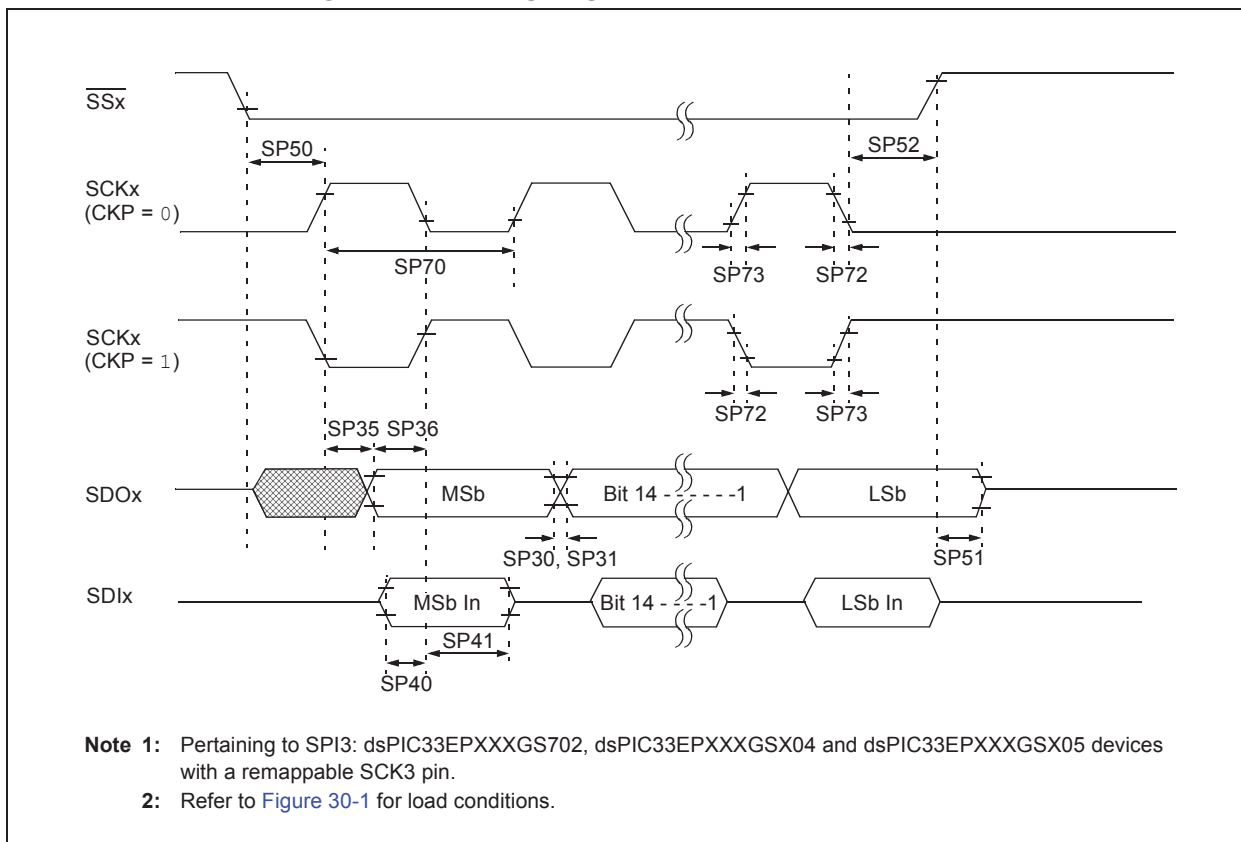 SSx
SP50
SP52
SCKx
(CKP = 0)
SP70
SP73
SP72
SCKx
(CKP = 1)
SP72
SP73
SP35
SP36
SDOx
MSb
Bit 14 - - - - - -1
LSb
SP30, SP31
SP51
SDIx
MSb In
Bit 14 - - - -1
LSb In
SP41
SP40
Note 1: Pertaining to SPI3: dsPIC33EPXXXGS702, dsPIC33EPXXXGSX04 and dsPIC33EPXXXGSX05 devices
with a remappable SCK3 pin.
2: Refer to Figure 30-1 for load conditions.